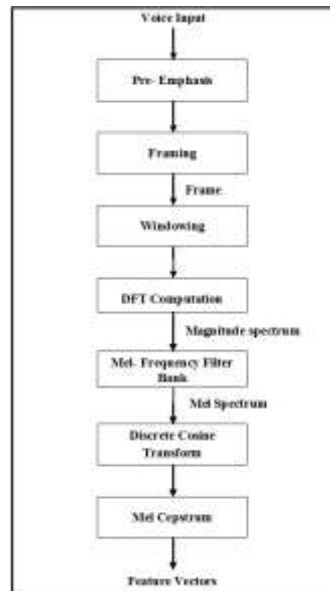 Voice Input
Pre- Emphasis
Framing
Frame
Windowing
DFT Computation
Magnitude spectrum
Mel- Frequency Filter
Bank
Mel Spectrum
Discrete Cosine
Transform
Mel Cepstrum
Feature Vectors